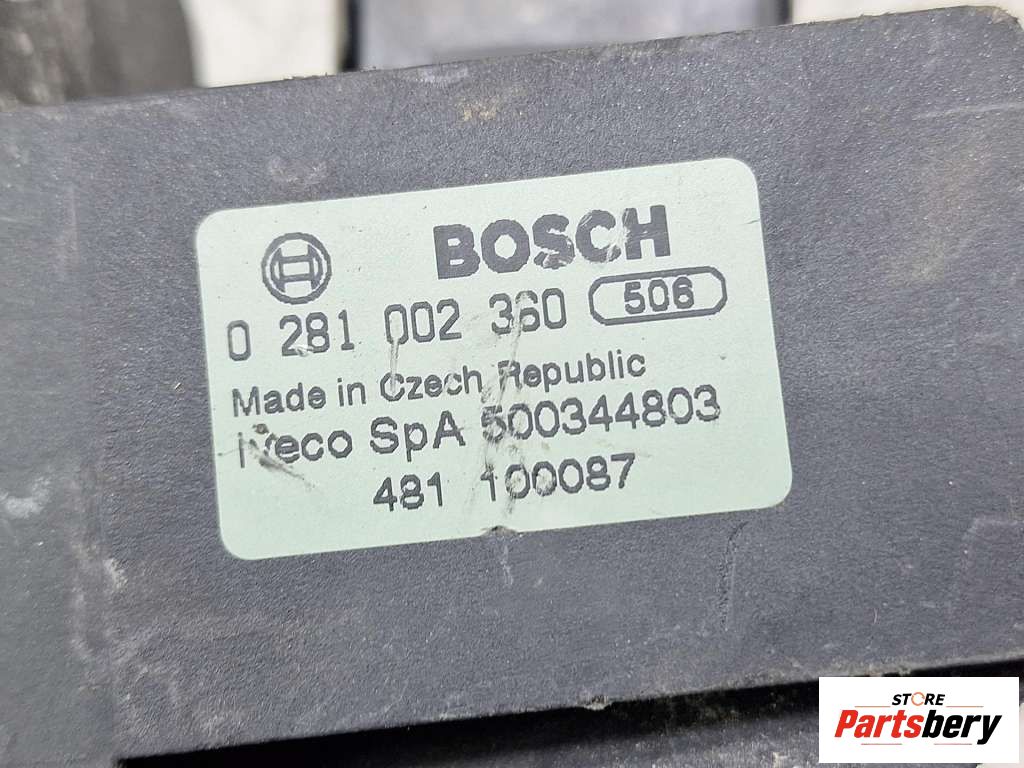 BOSCH
0 281 002 360 506
Made in Czech Republic
Iveco SpA 500344803
481 100087
STORE
Partsbery